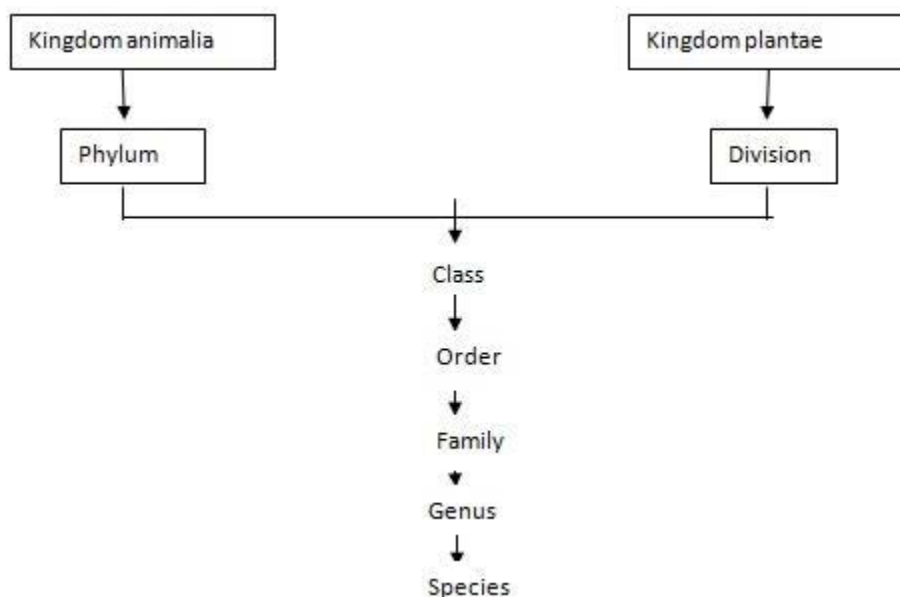 Kingdom animalia
Kingdom plantae
Phylum
Division
Class
Order
Family
Genus
Species